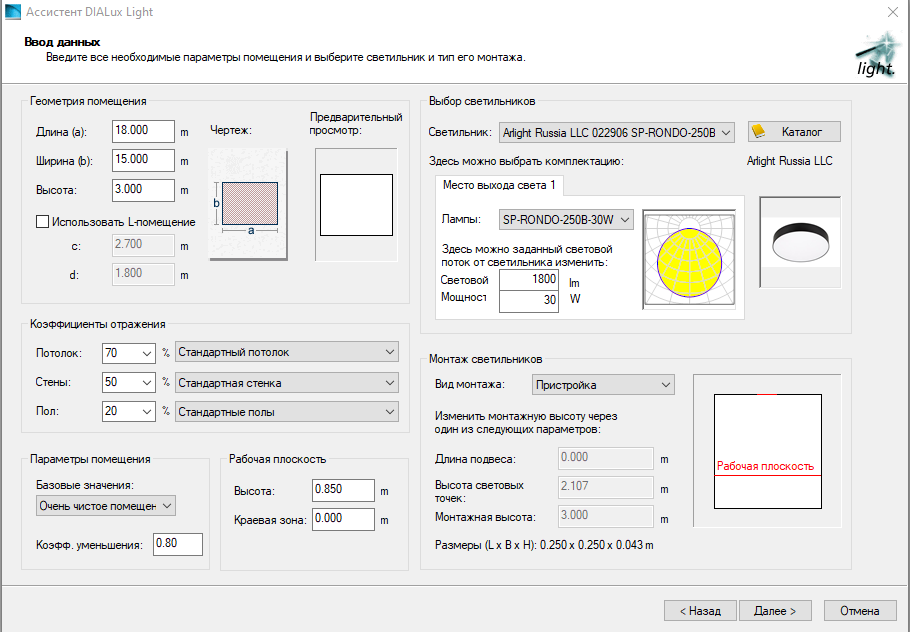 Ассистент DIALux Light
Ввод данных
Введите все необходимые параметры помещения и выберите светильник и тип его монтажа.
light.
Геометрия помещения
Длина (a): 18.000 m
Ширина (b): 15.000 m
Высота: 3.000 m
Использовать L-помещение
c: 2.700 m
d: 1.800 m
Чертеж:
b
a
Предварительный
просмотр:
Коэффициенты отражения
Потолок: 70 % Стандартный потолок
Стены: 50 % Стандартная стенка
Пол: 20 % Стандартные полы
Параметры помещения
Базовые значения:
Очень чистое помещен
Коэфф. уменьшения: 0.80
Рабочая плоскость
Высота: 0.850 m
Краевая зона: 0.000 m
Выбор светильников
Светильник: Arlight Russia LLC 022906 SP-RONDO-250B Каталог
Здесь можно выбрать комплектацию: Arlight Russia LLC
Место выхода света 1
Лампы: SP-RONDO-250B-30W
Здесь можно заданный световой
поток от светильника изменить:
Световой 1800 lm
Мощност 30 W
Монтаж светильников
Вид монтажа: Пристройка
Изменить монтажную высоту через
один из следующих параметров:
Длина подвеса: 0.000 m
Высота световых
точек: 2.107 m
Монтажная высота: 3.000 m
Размеры (L x B x H): 0.250 x 0.250 x 0.043 m
Рабочая плоскость
< Назад Далее > Отмена